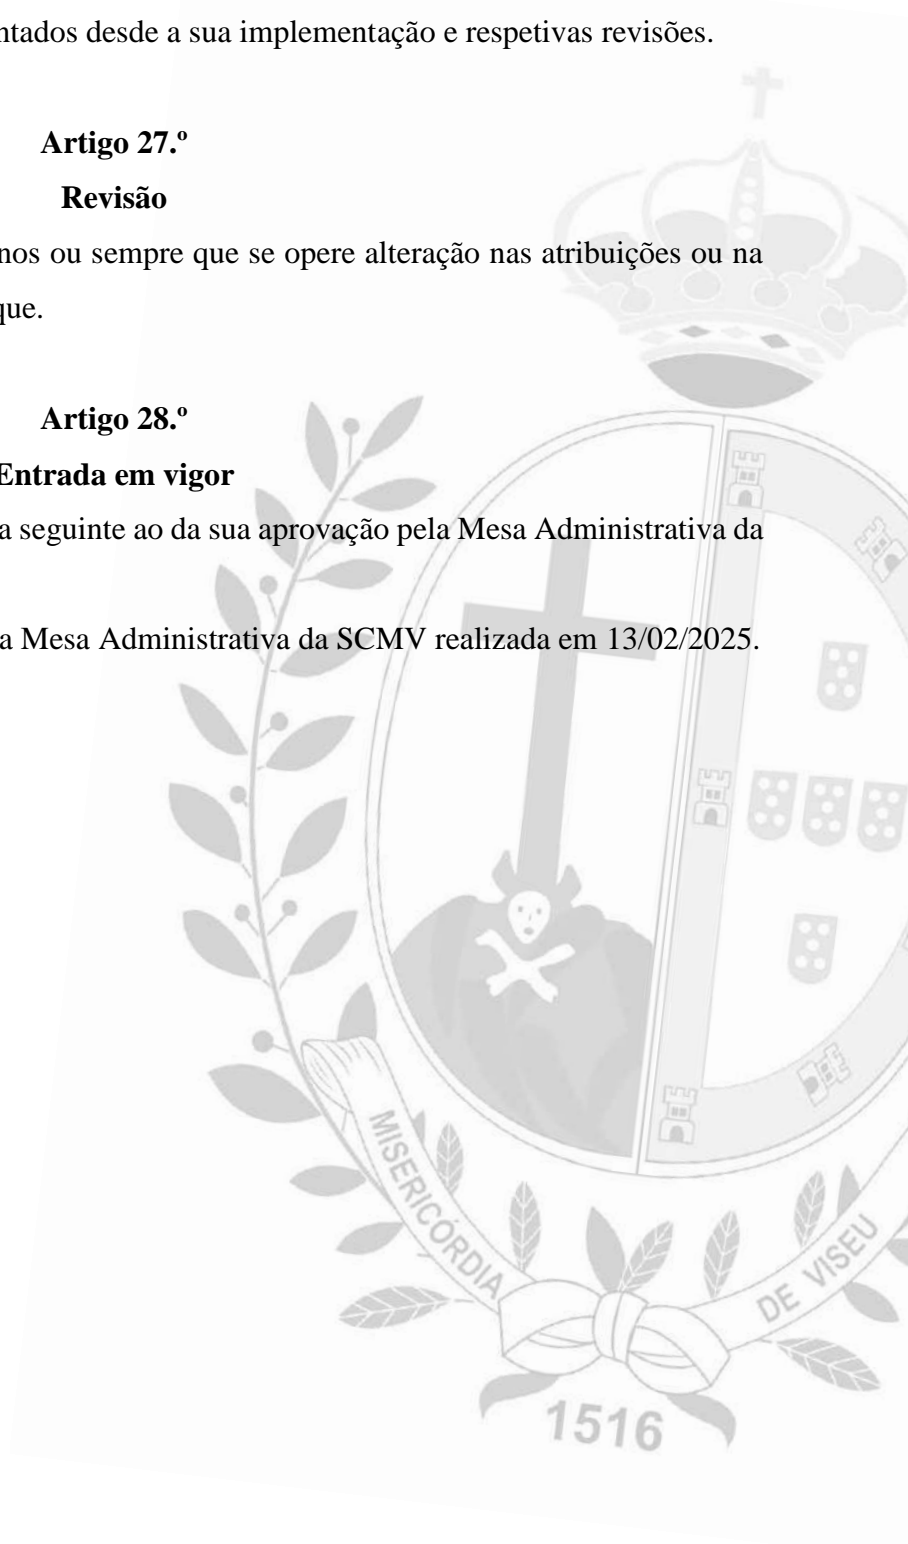 ntados desde a sua implementação e respetivas revisões.
Artigo 27.º
Revisão
nos ou sempre que se opere alteração nas atribuições ou na
que.
Artigo 28.º
Entrada em vigor
a seguinte ao da sua aprovação pela Mesa Administrativa da
a Mesa Administrativa da SCMV realizada em 13/02/2025.
MISERICÓRDIA
DE VISEU
1516